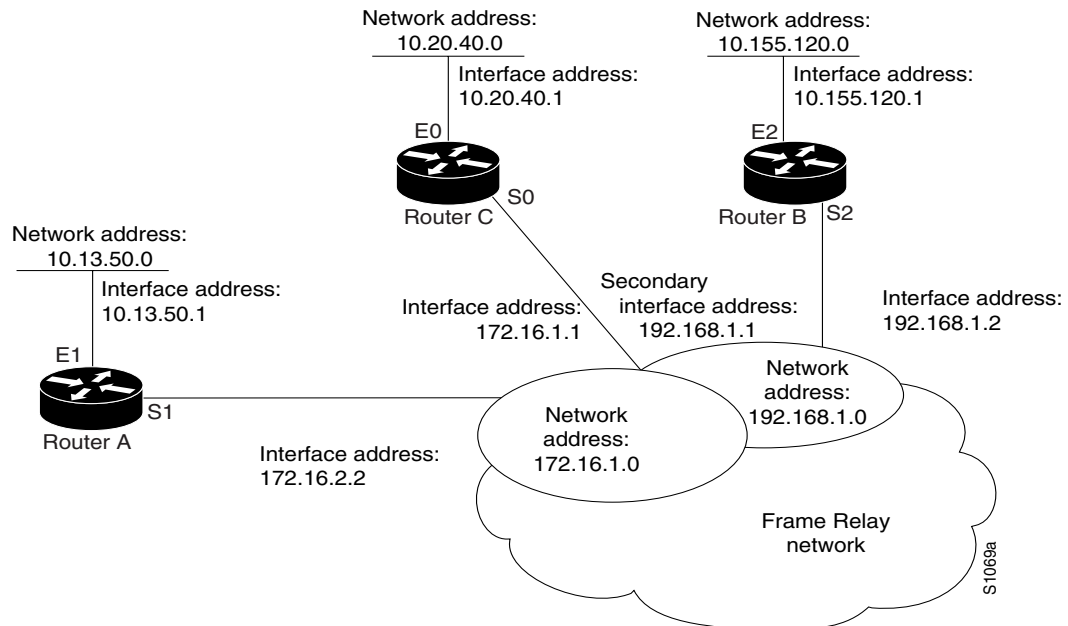 Network address:
10.20.40.0
Interface address:
10.20.40.1
E0
S0
Router C
Network address:
10.155.120.0
Interface address:
10.155.120.1
E2
S2
Router B
Network address:
10.13.50.0
Interface address:
10.13.50.1
E1
S1
Router A
Interface address:
172.16.1.1
Secondary
interface address:
192.168.1.1
Interface address:
192.168.1.2
Interface address:
172.16.2.2
Network
address:
172.16.1.0
Network
address:
192.168.1.0
Frame Relay
network
S1069a